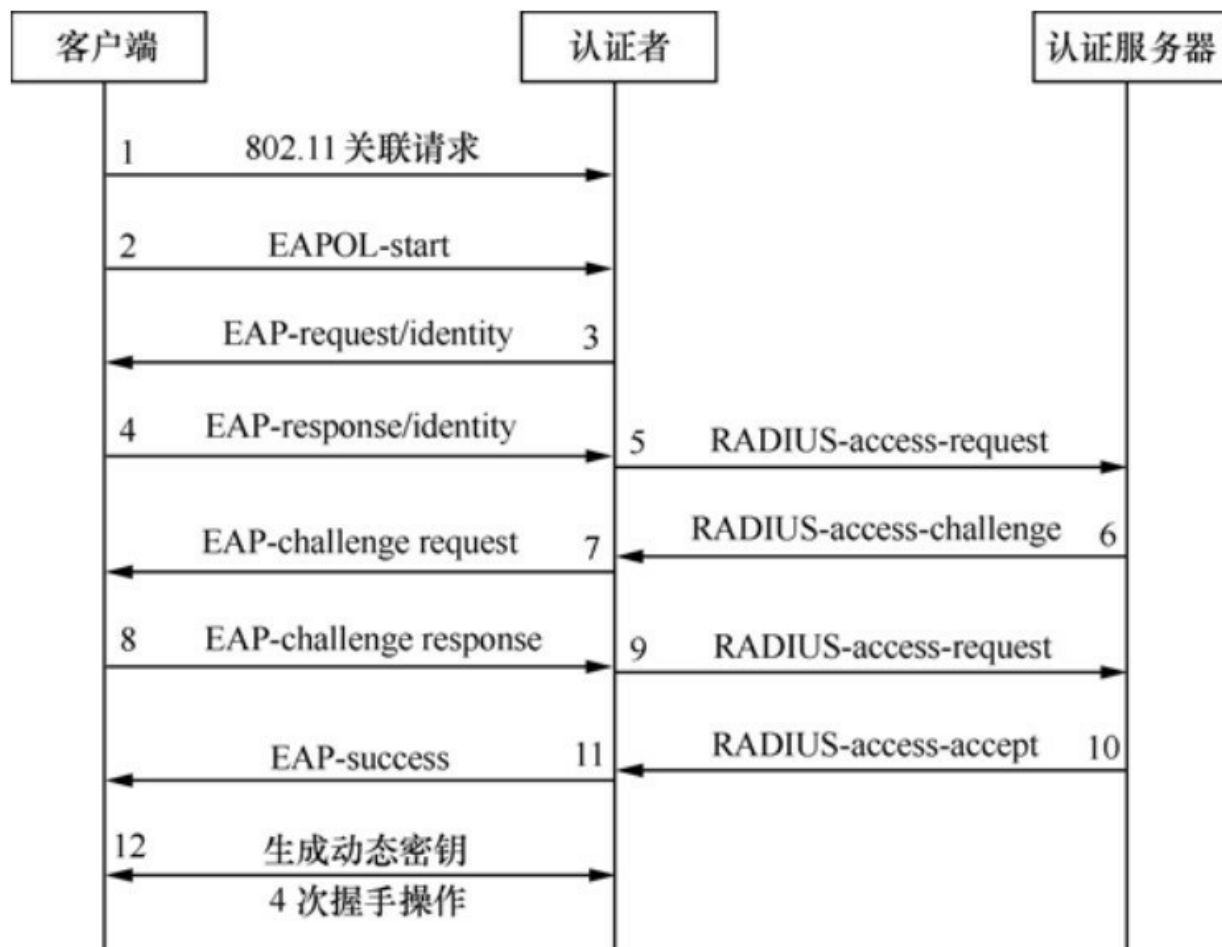 客户端
认证者
认证服务器
1
802.11 关联请求
2
EAPOL-start
EAP-request/identity
3
4
EAP-response/identity
5
RADIUS-access-request
RADIUS-access-challenge
6
EAP-challenge request
7
8
EAP-challenge response
9
RADIUS-access-request
RADIUS-access-accept
10
EAP-success
11
12
生成动态密钥
4 次握手操作